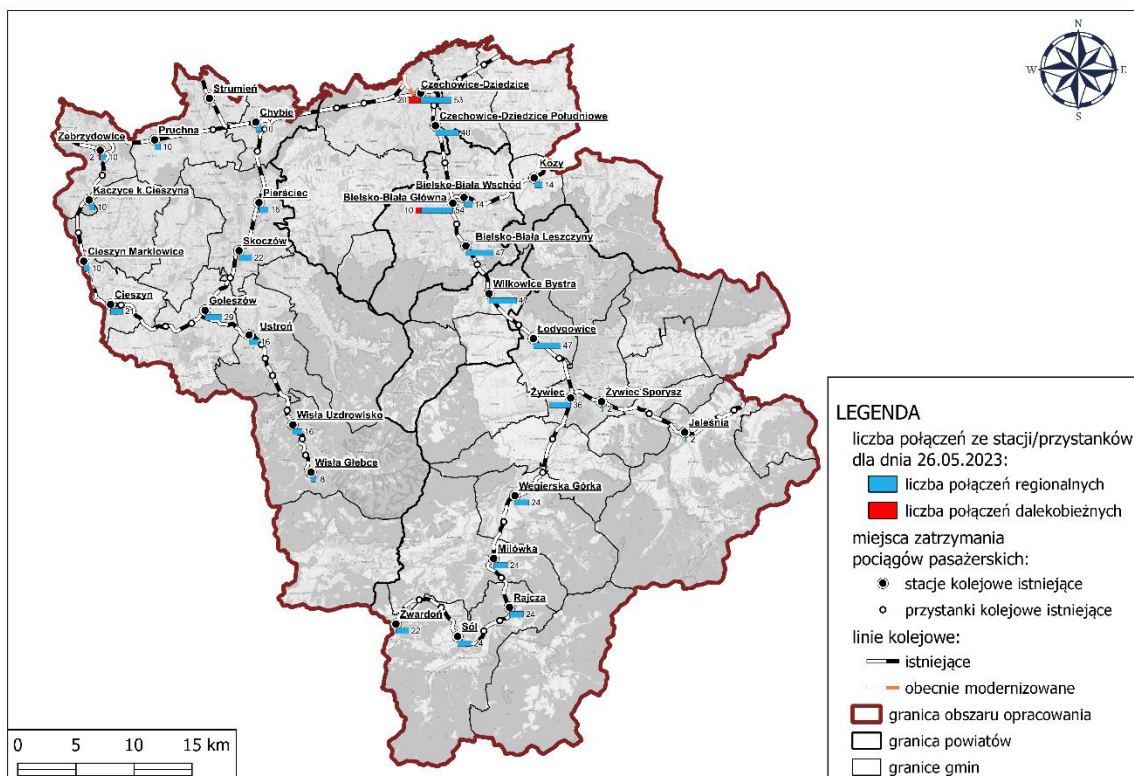 N
W
E
S
Strumień
Czechowice-Dziedzice
20
53
Chybie
16
Czechowice-Dziedzice Południowe
40
Zebrzydowice
2
10
Pruchna
10
Kozy
14
Bielsko-Biała Wschód
14
Kaczyce k Cieszyna
10
Pierściec
16
Bielsko-Biała Główna
10
54
Skoczów
22
Bielsko-Biała Leszczyny
47
Cieszyn Marklowice
10
Wilkowice Bystra
Cieszyn
21
Goleszów
29
Ustroń
16
Łodygowice
47
Żywiec
36
Żywiec Sporysz
2
Jeleśnia
2
Wisła Uzdrowisko
16
Wisła Głębce
8
Węgierska Górka
24
Milówka
24
Rajcza
24
Zwardoń
22
Sól
24
LEGENDA
liczba połączeń ze stacji/przystanków
dla dnia 26.05.2023:
liczba połączeń regionalnych
liczba połączeń dalekobieżnych
miejsca zatrzymania
pociągów pasażerskich:
stacje kolejowe istniejące
przystanki kolejowe istniejące
linie kolejowe:
istniejące
obecnie modernizowane
granica obszaru opracowania
granica powiatów
granice gmin
0 5 10 15 km